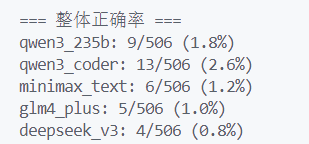 === 整体正确率 ===
qwen3_235b: 9/506 (1.8%)
qwen3_coder: 13/506 (2.6%)
minimax_text: 6/506 (1.2%)
glm4_plus: 5/506 (1.0%)
deepseek_v3: 4/506 (0.8%)